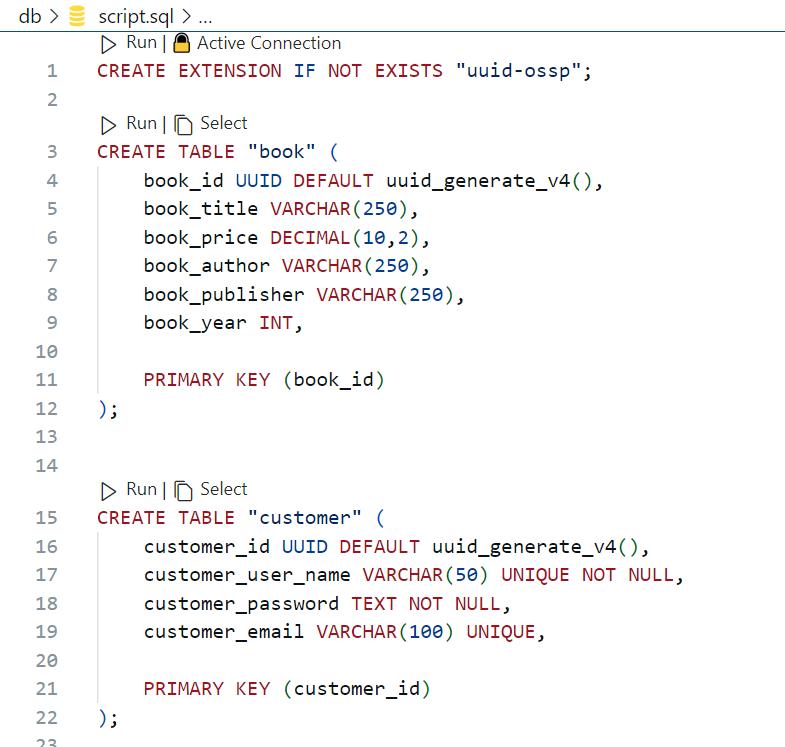 db > script.sql > ...
Run | Active Connection
1 CREATE EXTENSION IF NOT EXISTS "uuid-ossp";
2
Run | Select
3 CREATE TABLE "book" (
4 book_id UUID DEFAULT uuid_generate_v4(),
5 book_title VARCHAR(250),
6 book_price DECIMAL(10,2),
7 book_author VARCHAR(250),
8 book_publisher VARCHAR(250),
9 book_year INT,
10
11 PRIMARY KEY (book_id)
12 );
13
14
Run | Select
15 CREATE TABLE "customer" (
16 customer_id UUID DEFAULT uuid_generate_v4(),
17 customer_user_name VARCHAR(50) UNIQUE NOT NULL,
18 customer_password TEXT NOT NULL,
19 customer_email VARCHAR(100) UNIQUE,
20
21 PRIMARY KEY (customer_id)
22 );
23